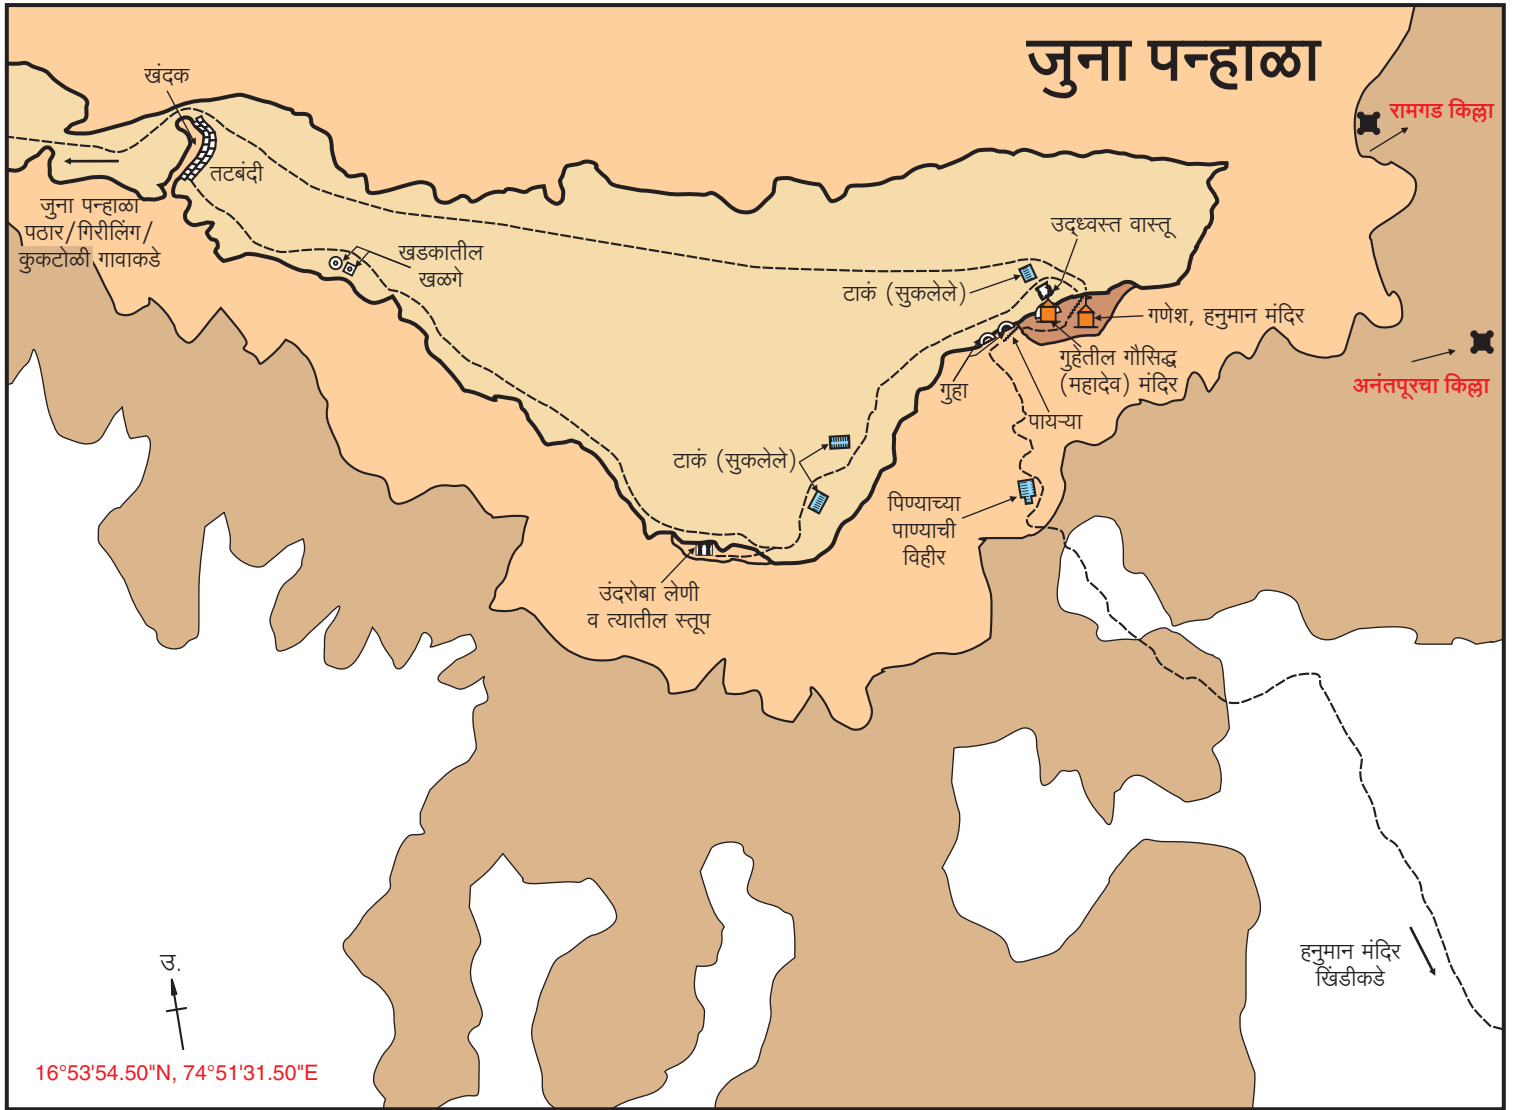 जुना पन्हाळा
खंदक
रामगड किल्ला
तटबंदी
जुना पन्हाळा
पठार/गिरीलिंग/
कुकटोळी गावाकडे
खडकातील
खळगे
उद्ध्वस्त वास्तू
टाकं (सुकलेले)
गणेश, हनुमान मंदिर
गुहेतील गौसिद्ध
(महादेव) मंदिर
गुहा
पायऱ्या
अनंतपूरचा किल्ला
टाकं (सुकलेले)
पिण्याच्या
पाण्याची
विहीर
उंदरोबा लेणी
व त्यातील स्तूप
हनुमान मंदिर
खिंडीकडे
उ.
16°53'54.50"N, 74°51'31.50"E